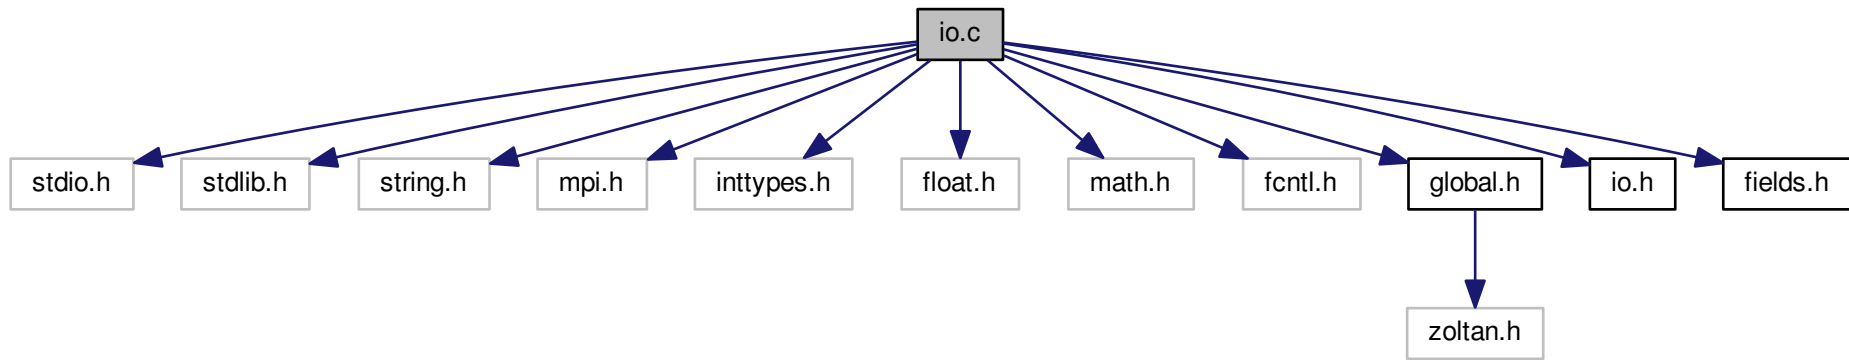 io.c
stdio.h
stdlib.h
string.h
mpi.h
inttypes.h
float.h
math.h
fcntl.h
global.h
io.h
fields.h
zoltan.h